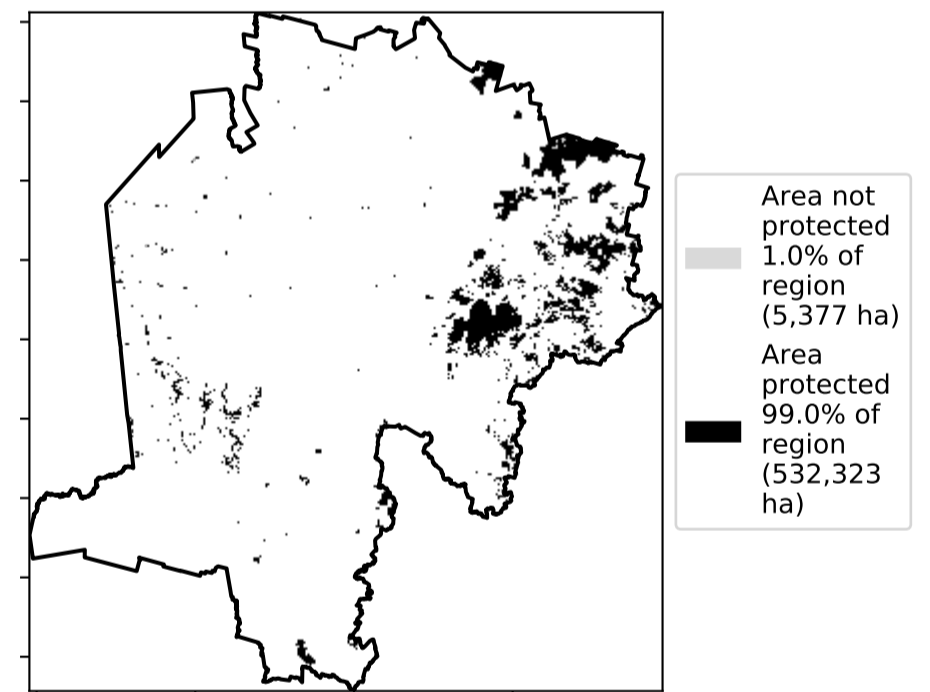 Area not
protected
1.0% of
region
(5,377 ha)
Area
protected
99.0% of
region
(532,323
ha)